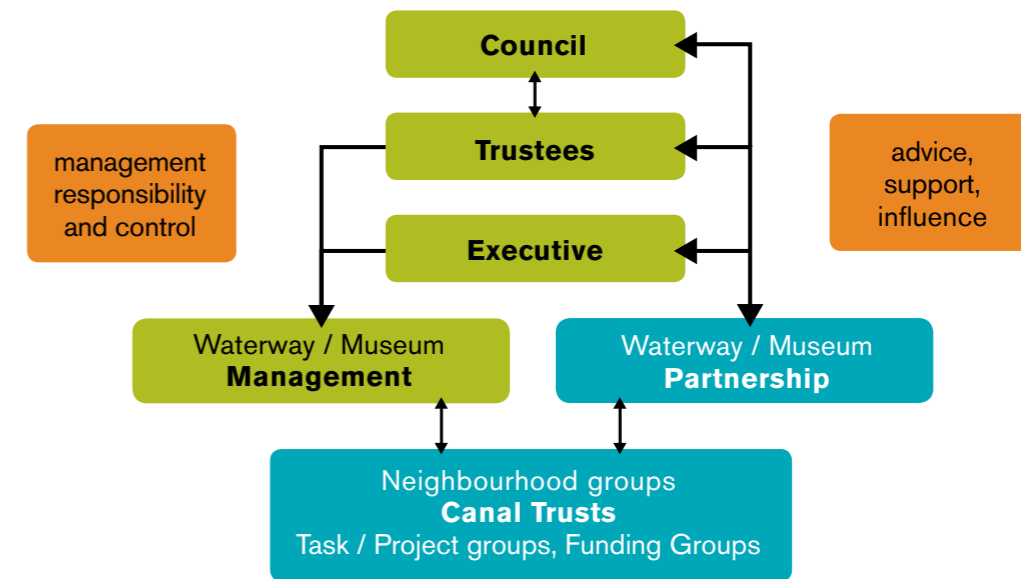 Council
management
responsibility
and control
Trustees
advice,
support,
influence
Executive
Waterway / Museum
Management
Waterway / Museum
Partnership
Neighbourhood groups
Canal Trusts
Task / Project groups, Funding Groups